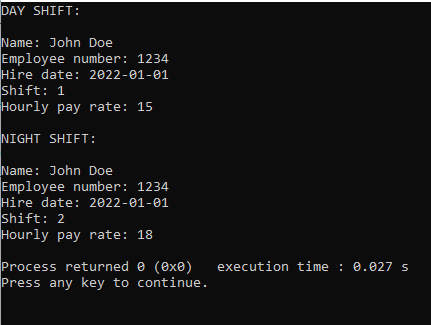 DAY SHIFT:
Name: John Doe
Employee number: 1234
Hire date: 2022-01-01
Shift: 1
Hourly pay rate: 15
NIGHT SHIFT:
Name: John Doe
Employee number: 1234
Hire date: 2022-01-01
Shift: 2
Hourly pay rate: 18
Process returned 0 (0x0)   execution time : 0.027 s
Press any key to continue.